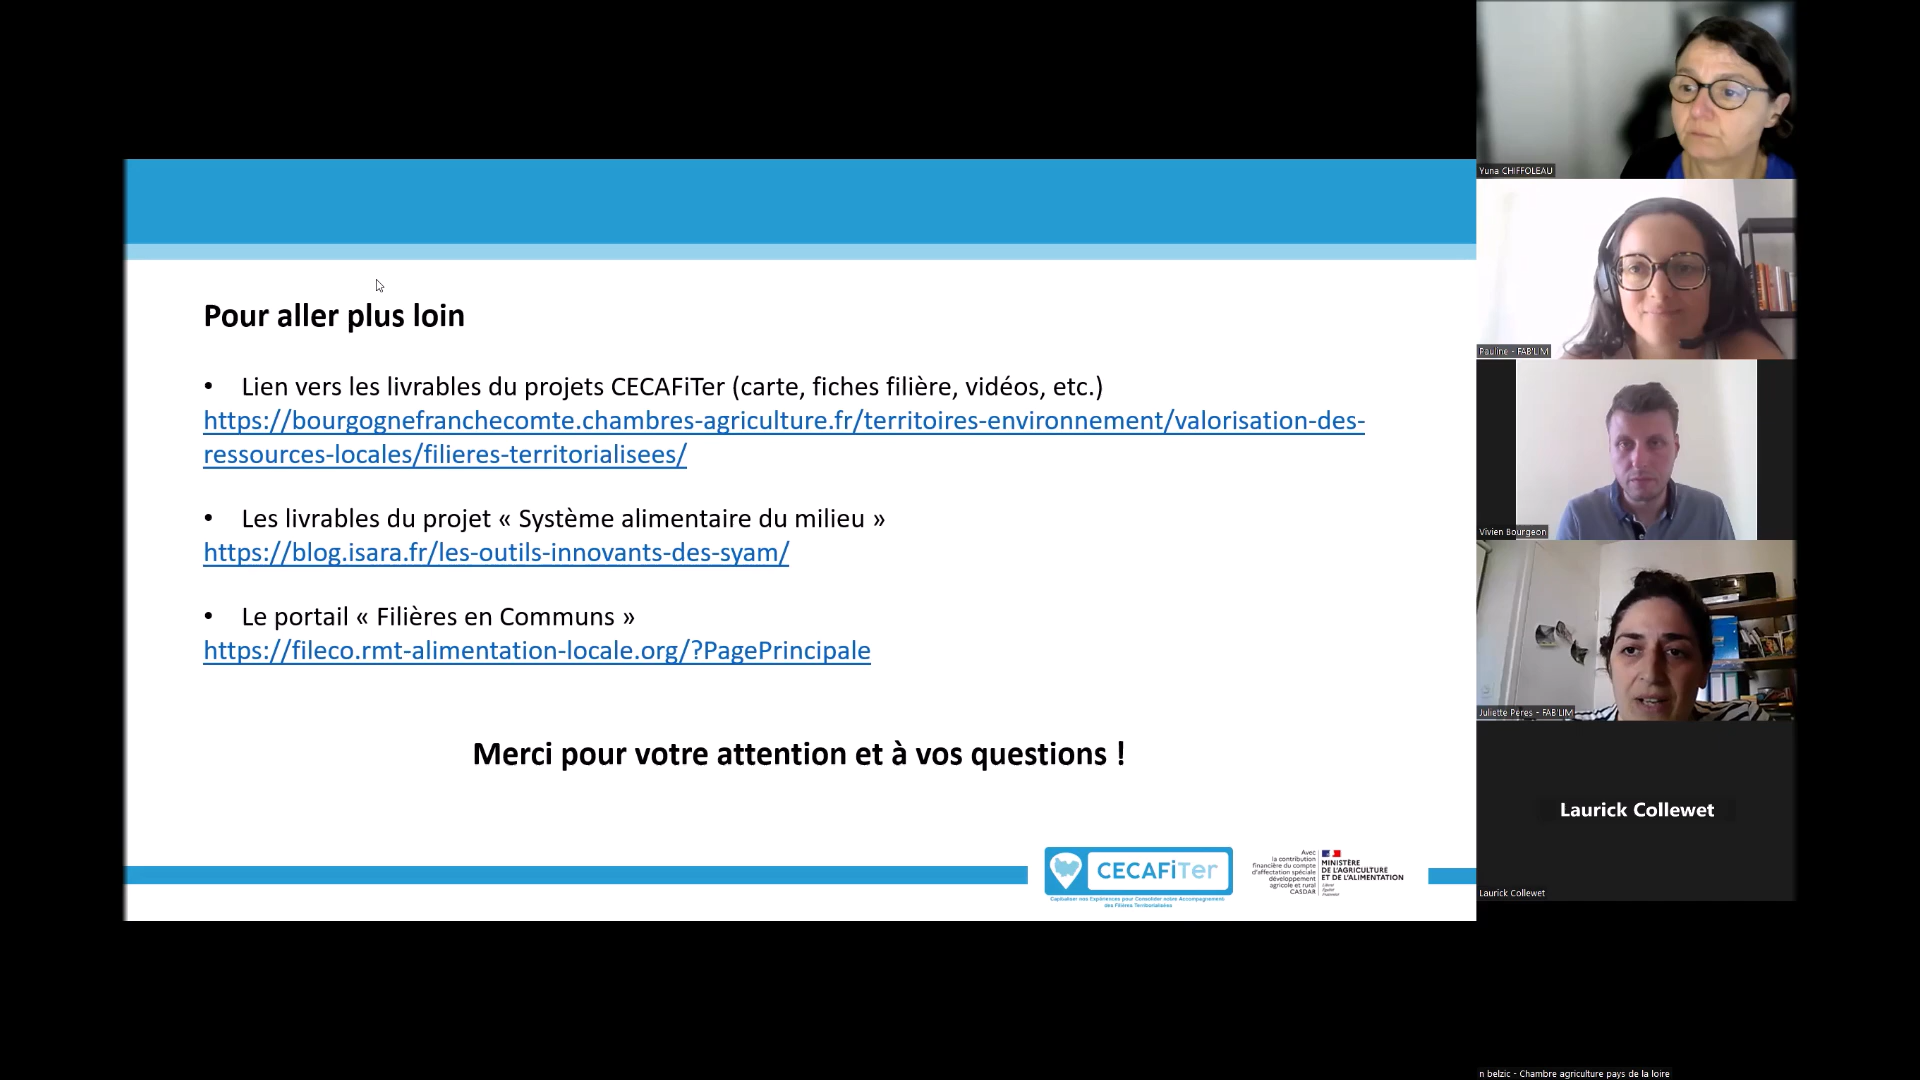 Pour aller plus loin
• Lien vers les livrables du projets CECAFiTer (carte, fiches filière, vidéos, etc.)
https://bourgognefranchecomte.chambres-agriculture.fr/territoires-environnement/valorisation-des-
ressources-locales/filieres-territorialisees/
• Les livrables du projet « Système alimentaire du milieu »
https://blog.isara.fr/les-outils-innovants-des-syam/
• Le portail « Filières en Communs »
https://fileco.rmt-alimentation-locale.org/?PagePrincipale
Merci pour votre attention et à vos questions !
CECAFiTer
Capitaliser nos Expériences pour Consolider notre Accompagnement
des Filières Territorialisées
Avec
la contribution
financière du compte
d'affectation spéciale
développement
agricole et rural
CASDAR
MINISTÈRE
DE L'AGRICULTURE
ET DE L'ALIMENTATION
Liberté
Égalité
Fraternité
Yuna CHIFFOLEAU
Pauline - FAB'LIM
Vivien Bourgeon
Juliette Peres - FAB'LIM
Laurick Collewet
Laurick Collewet
n belzic - Chambre agriculture pays de la loire